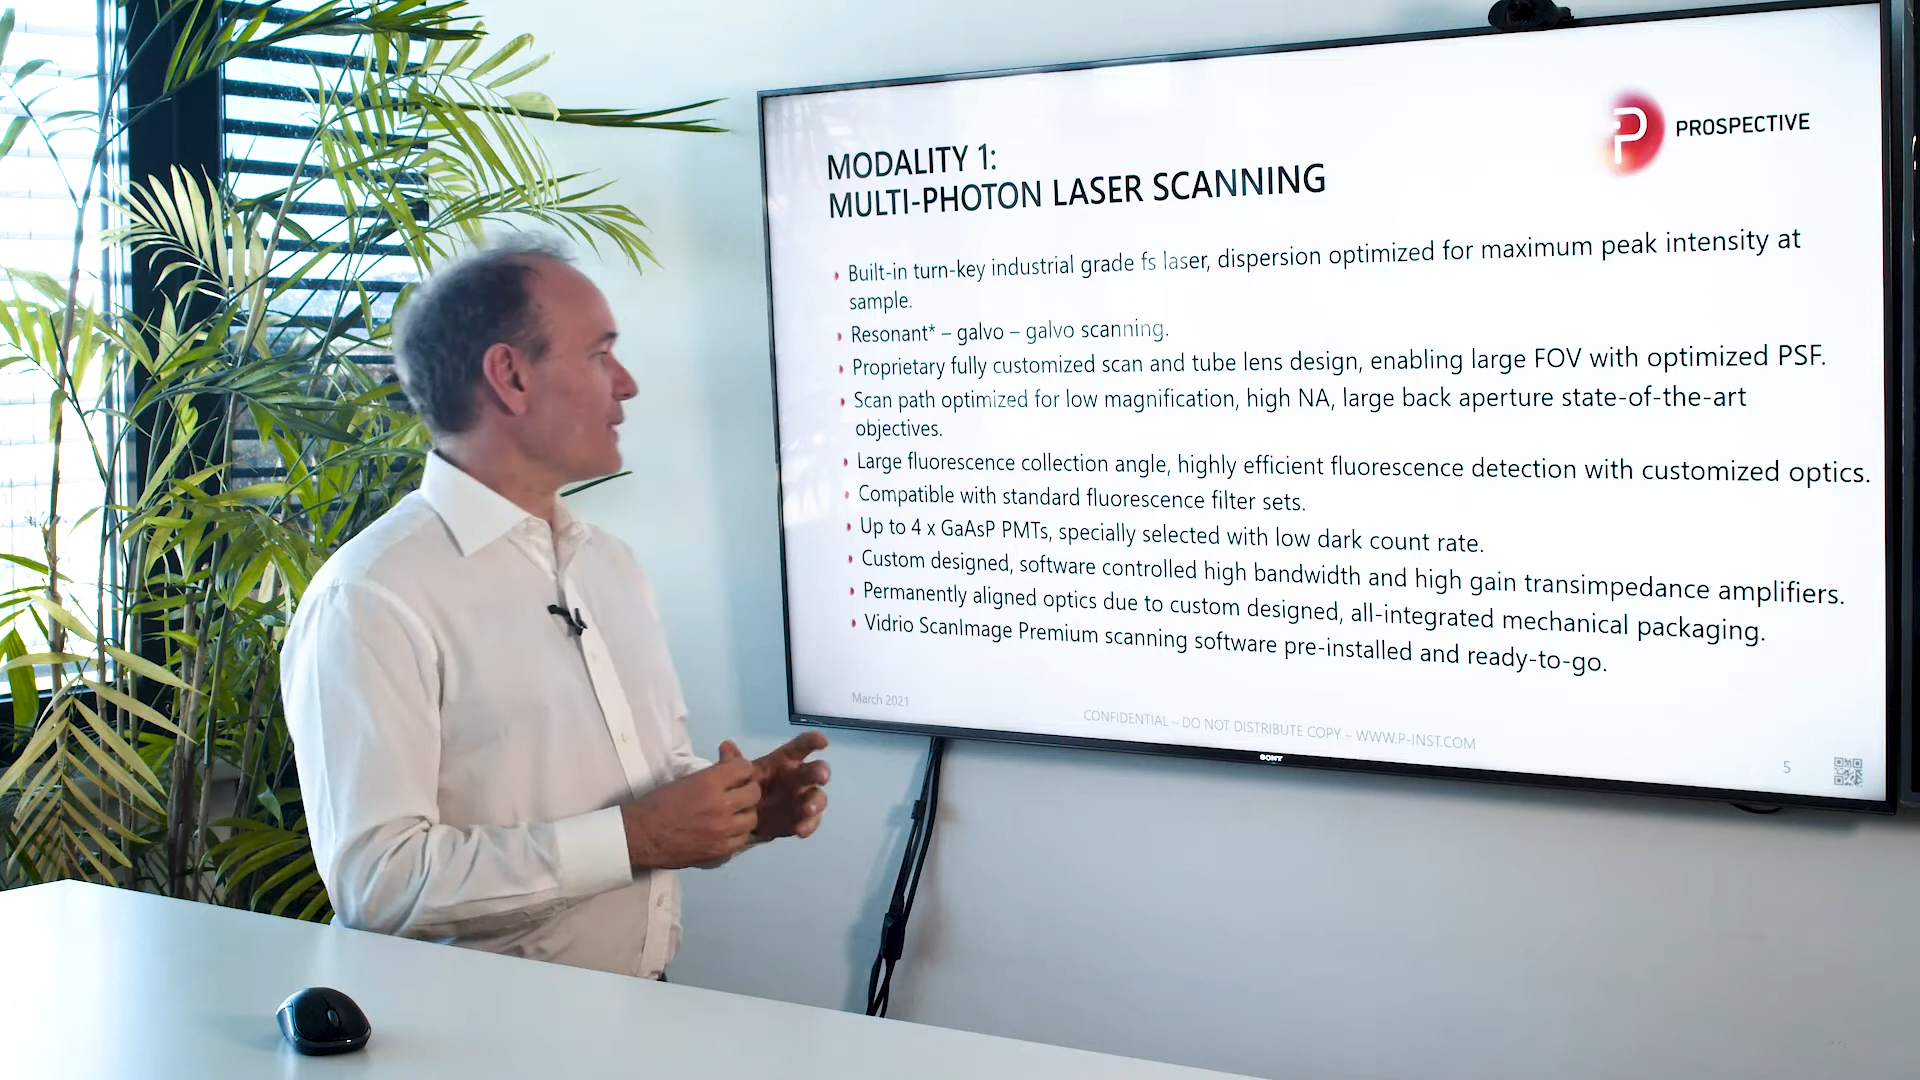 PROSPECTIVE
MODALITY 1:
MULTI-PHOTON LASER SCANNING
Built-in turn-key industrial grade fs laser, dispersion optimized for maximum peak intensity at
sample.
Resonant* – galvo – galvo scanning.
Proprietary fully customized scan and tube lens design, enabling large FOV with optimized PSF.
Scan path optimized for low magnification, high NA, large back aperture state-of-the-art
objectives.
Large fluorescence collection angle, highly efficient fluorescence detection with customized optics.
Compatible with standard fluorescence filter sets.
Up to 4 x GaAsP PMTs, specially selected with low dark count rate.
Custom designed, software controlled high bandwidth and high gain transimpedance amplifiers.
Permanently aligned optics due to custom designed, all-integrated mechanical packaging.
Vidrio ScanImage Premium scanning software pre-installed and ready-to-go.
March 2021
CONFIDENTIAL – DO NOT DISTRIBUTE COPY – WWW.P-INST.COM
5
SONY